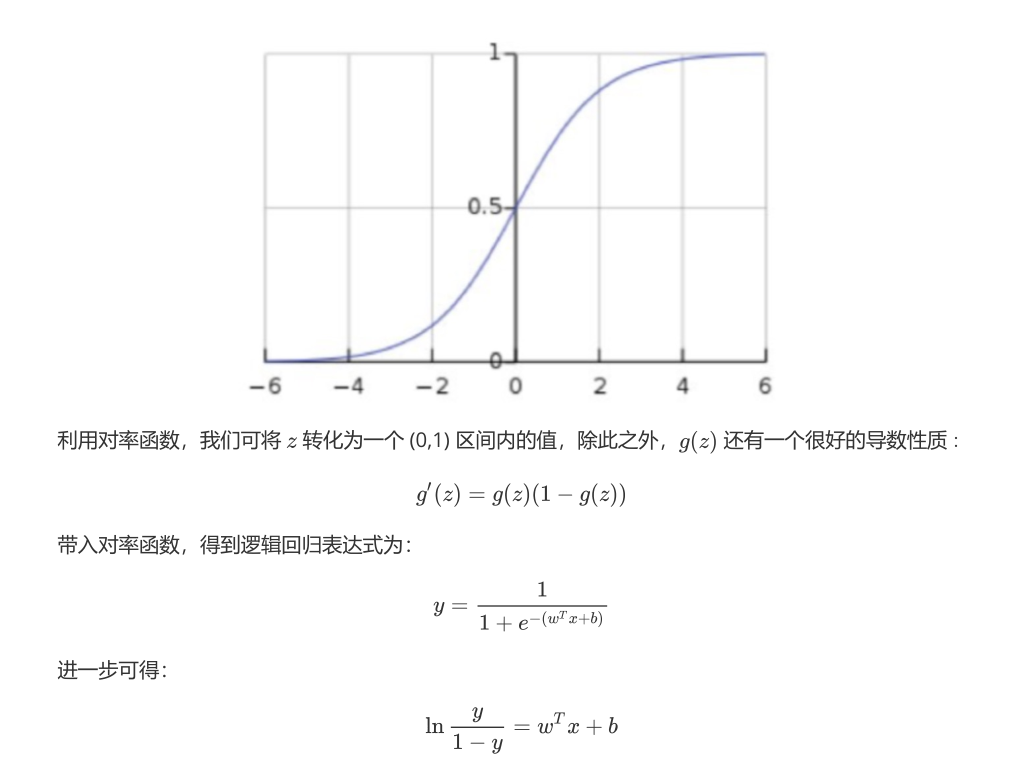 1
0.5
0
−6 −4 −2 0 2 4 6
利用对率函数，我们可将 z 转化为一个 (0,1) 区间内的值，除此之外，g(z) 还有一个很好的导数性质：
g′(z) = g(z)(1 − g(z))
带入对率函数，得到逻辑回归表达式为：
y = \frac{1}{1 + e^{-(w^T x+b)}}
进一步可得：
\ln \frac{y}{1 − y} = w^T x + b